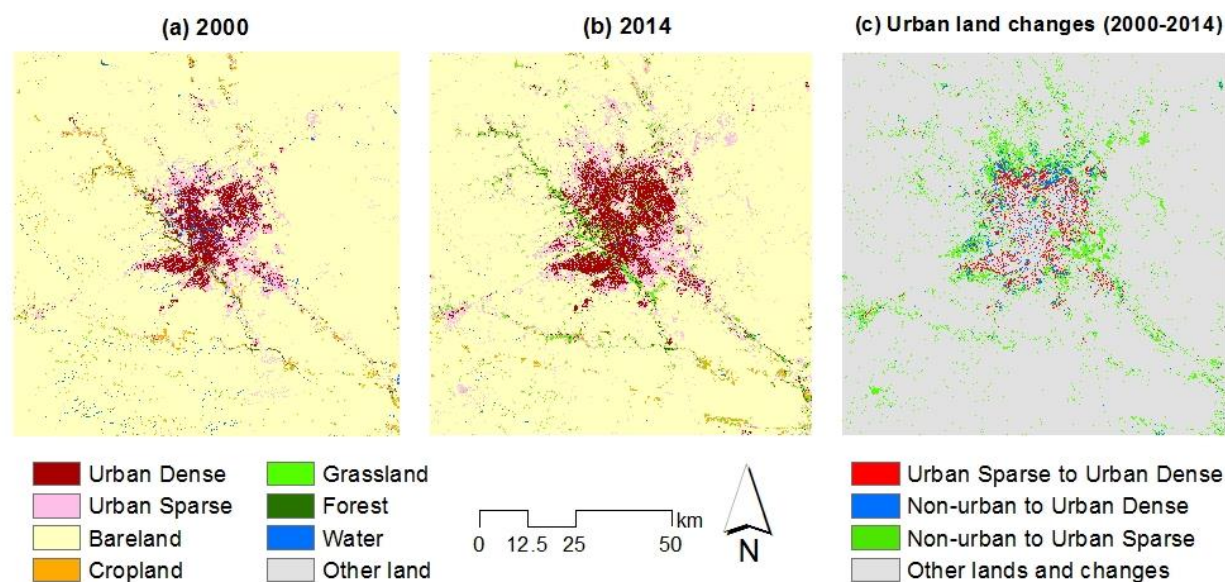 (a) 2000
(b) 2014
(c) Urban land changes (2000-2014)
Urban Dense
Urban Sparse
Bareland
Cropland
Grassland
Forest
Water
Other land
km
0 12.5 25 50
N
Urban Sparse to Urban Dense
Non-urban to Urban Dense
Non-urban to Urban Sparse
Other lands and changes